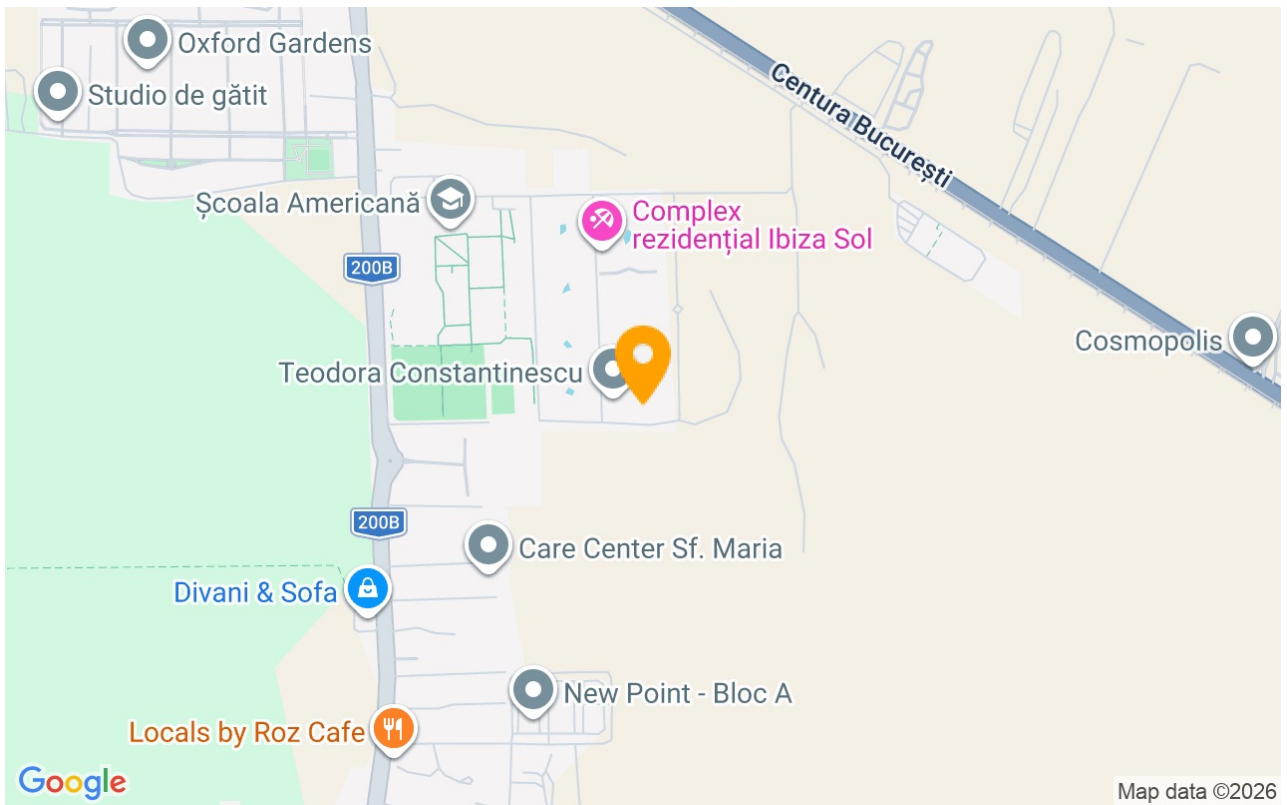 Oxford Gardens
Studio de gătit
Centura București
Școala Americană
Complex
rezidențial Ibiza Sol
200B
Cosmopolis
Teodora Constantinescu
200B
Care Center Sf. Maria
Divani & Sofa
New Point - Bloc A
Locals by Roz Cafe
Google
Map data ©2026